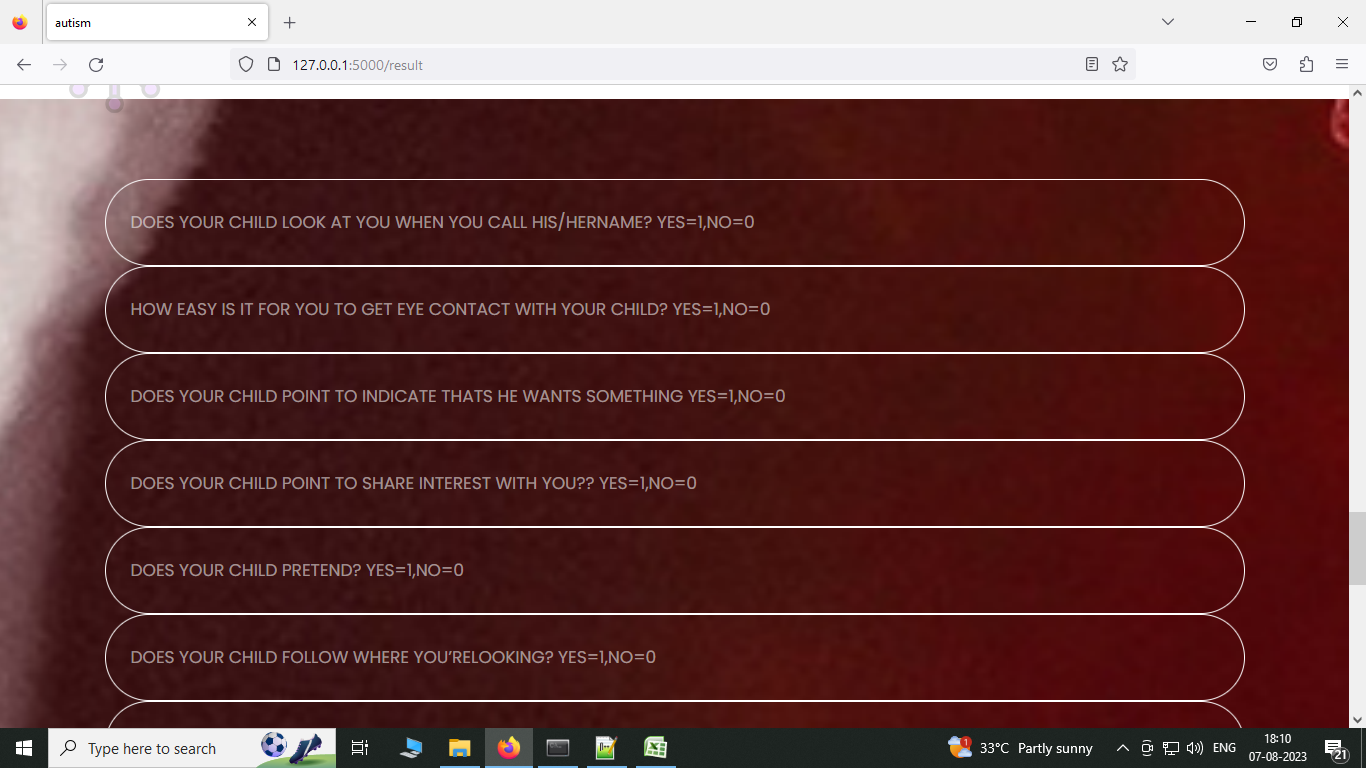 autism
127.0.0.1:5000/result
DOES YOUR CHILD LOOK AT YOU WHEN YOU CALL HIS/HERNAME? YES=1,NO=0
HOW EASY IS IT FOR YOU TO GET EYE CONTACT WITH YOUR CHILD? YES=1,NO=0
DOES YOUR CHILD POINT TO INDICATE THATS HE WANTS SOMETHING YES=1,NO=0
DOES YOUR CHILD POINT TO SHARE INTEREST WITH YOU?? YES=1,NO=0
DOES YOUR CHILD PRETEND? YES=1,NO=0
DOES YOUR CHILD FOLLOW WHERE YOU’RELOOKING? YES=1,NO=0
Type here to search
1
33°C Partly sunny
ENG
18:10
07-08-2023
21